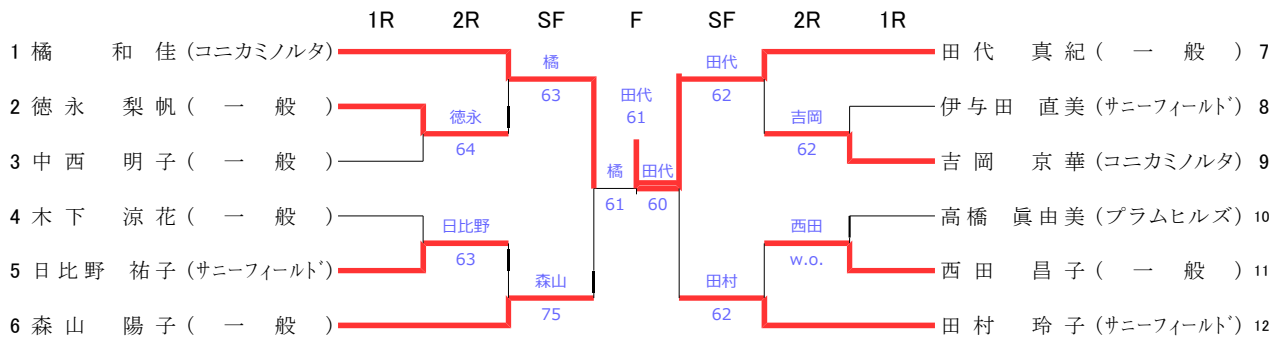 1R 2R SF F SF 2R 1R
1 橘 和 佳 (コニカミノルタ)
2 徳 永 梨 帆 ( 一 般 )
3 中 西 明 子 ( 一 般 )
4 木 下 涼 花 ( 一 般 )
5 日 比 野 祐 子 (サニーフィールド)
6 森 山 陽 子 ( 一 般 )
徳永
64
日比野
63
橘
63
森山
75
橘
61
田代
61
田代
60
田代
62
田村
62
吉岡
62
西田
w.o.
田 代 真 紀 ( 一 般 ) 7
伊 与 田 直 美 (サニーフィールド) 8
吉 岡 京 華 (コニカミノルタ) 9
高 橋 眞 由 美 (プラムヒルズ) 10
西 田 昌 子 ( 一 般 ) 11
田 村 玲 子 (サニーフィールド) 12